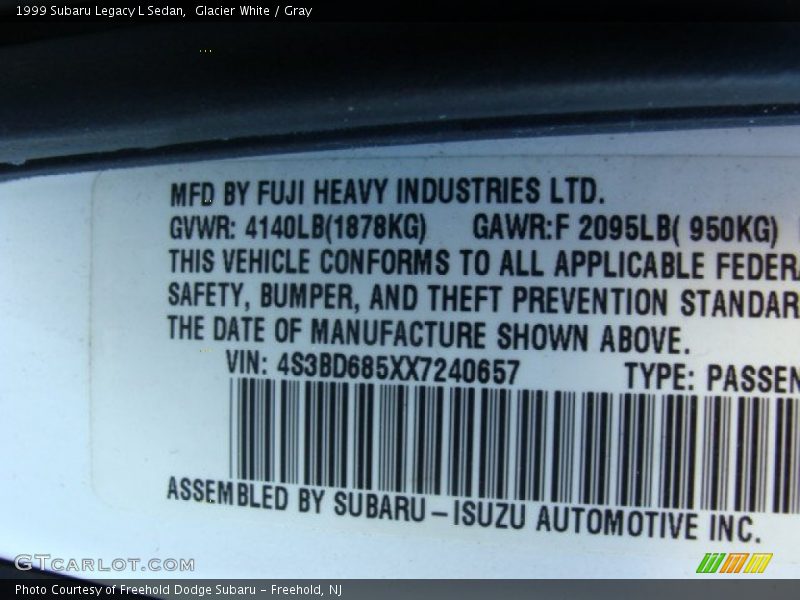 1999 Subaru Legacy L Sedan, Glacier White / Gray
MFD BY FUJI HEAVY INDUSTRIES LTD.
GVWR: 4140LB(1878KG) GAWR:F 2095LB( 950KG)
THIS VEHICLE CONFORMS TO ALL APPLICABLE FEDERA
SAFETY, BUMPER, AND THEFT PREVENTION STANDAR
THE DATE OF MANUFACTURE SHOWN ABOVE.
VIN: 4S3BD685XX7240657 TYPE: PASSEN
ASSEMBLED BY SUBARU-ISUZU AUTOMOTIVE INC.
GTCARLOT.COM
Photo Courtesy of Freehold Dodge Subaru - Freehold, NJ